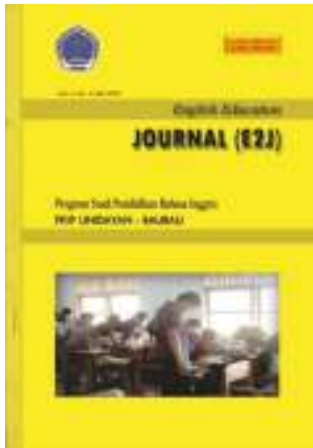 English Education
JOURNAL (E2J)
Program Studi Pendidikan Bahasa Inggris
FKIP UNIDAYAN - BAUBAU